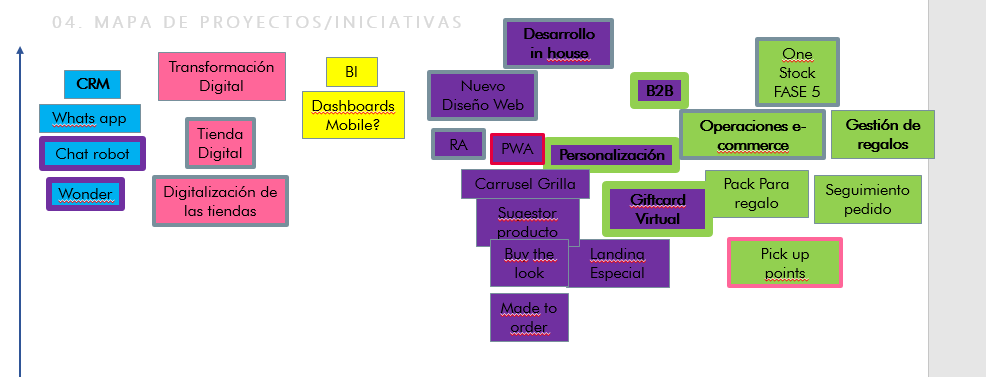 04. MAPA DE PROYECTOS/INICIATIVAS
CRM
Whats app
Chat robot
Wonder
Transformación
Digital
Tienda
Digital
Digitalización de
las tiendas
BI
Dashboards
Mobile?
Desarrollo
in house
Nuevo
Diseño Web
RA
PWA
B2B
Personalización
Carrusel Grilla
Sugestor
producto
Giftcard
Virtual
Buy the
look
Landing
Especial
Made to
order
One
Stock
FASE 5
Operaciones e-
commerce
Gestión de
regalos
Pack Para
regalo
Seguimiento
pedido
Pick up
points